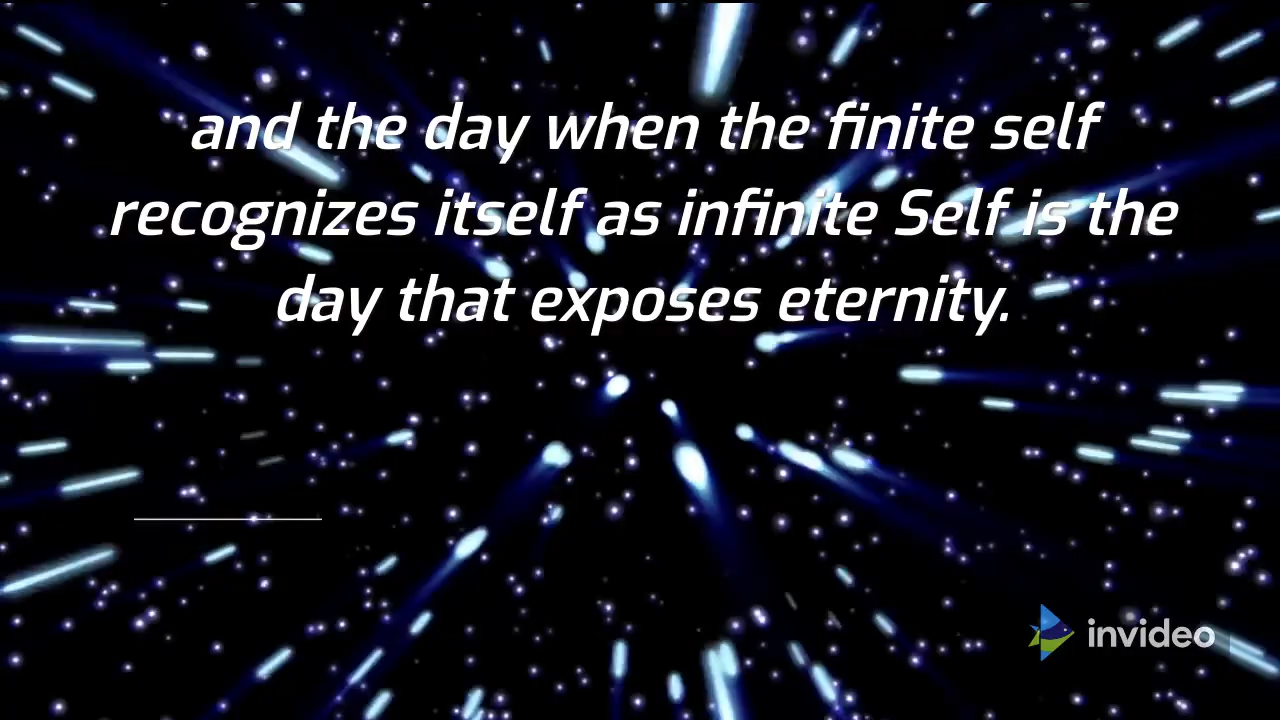 and the day when the finite self
recognizes itself as infinite Self is the
day that exposes eternity.
invideo